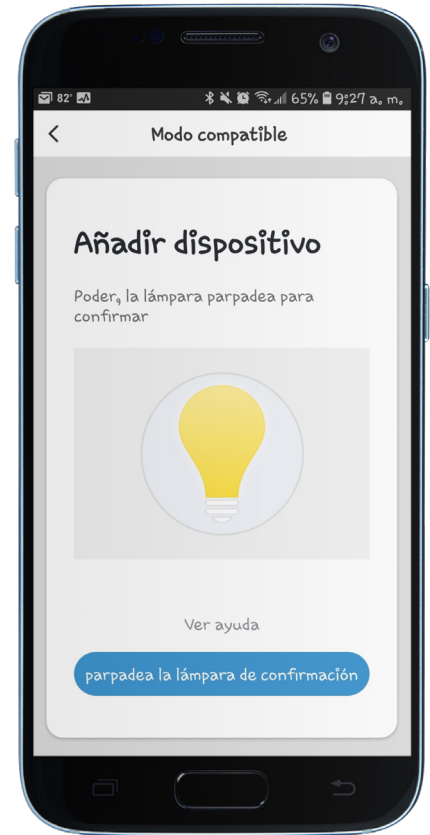 82° 65% 9:27 a. m.
Modo compatible
Añadir dispositivo
Poder, la lámpara parpadea para
confirmar
Ver ayuda
parpadea la lámpara de confirmación